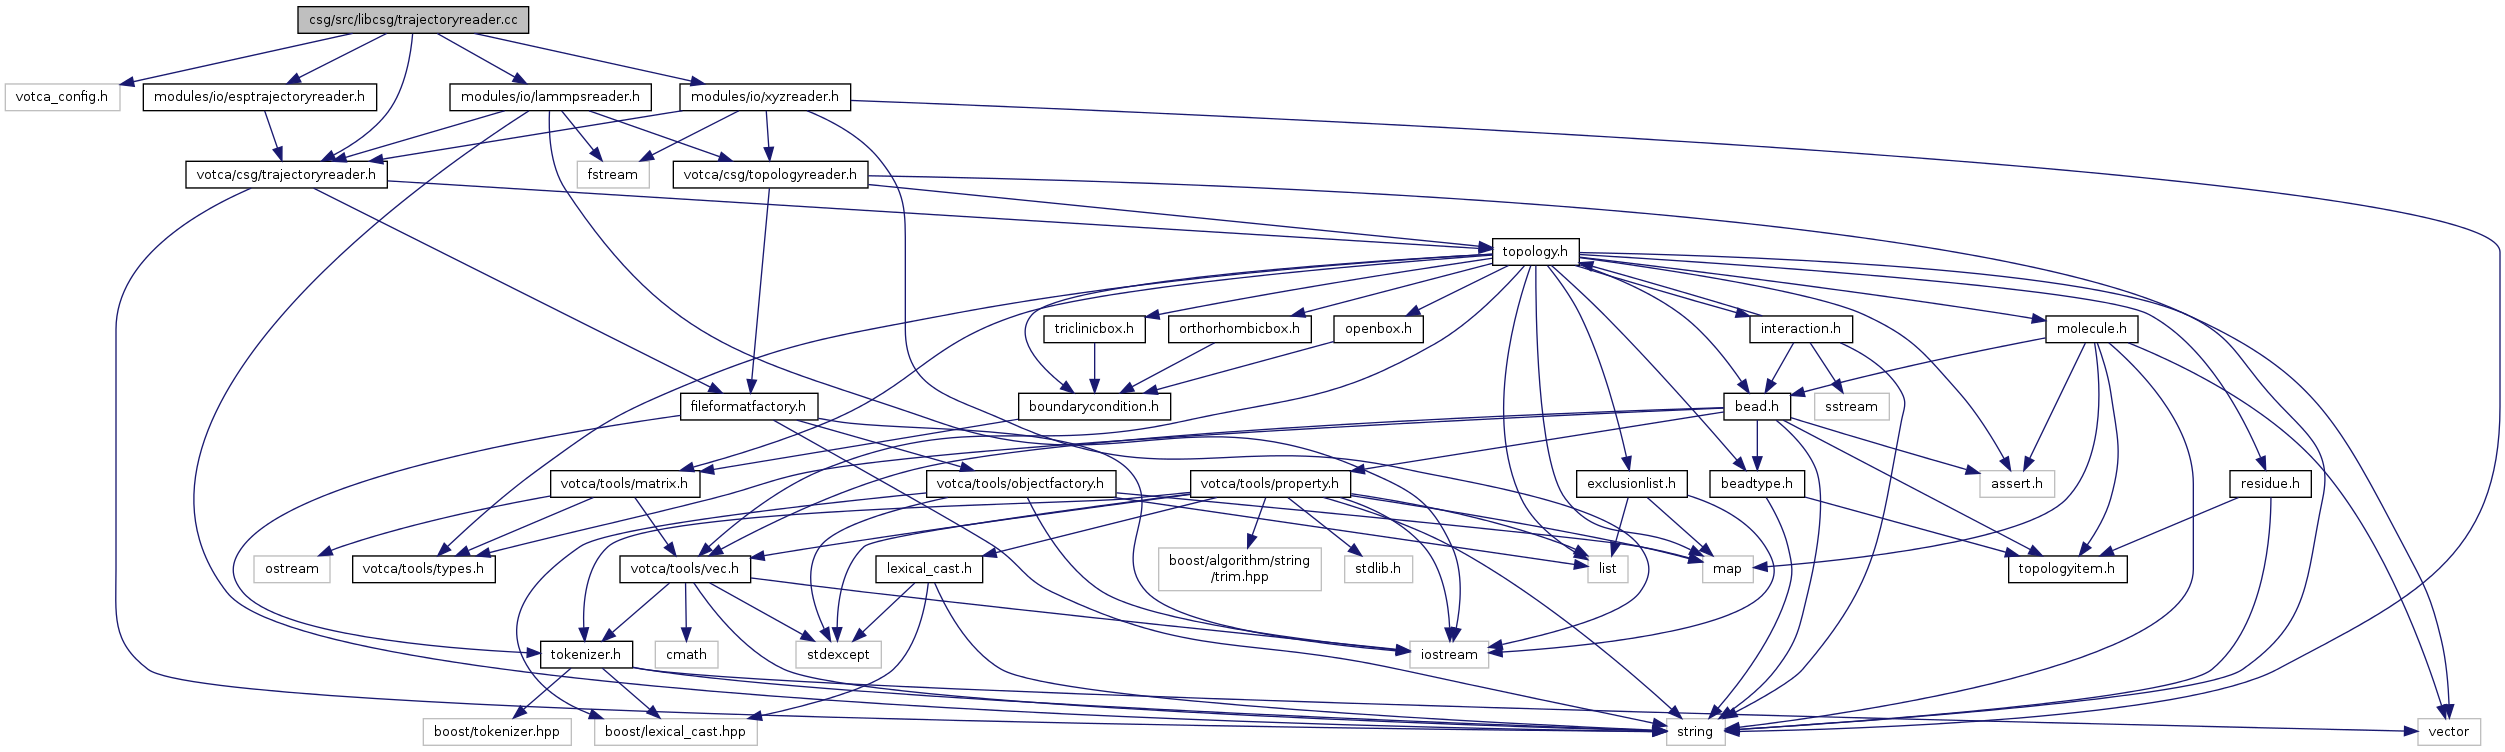 csg/src/libcsg/trajectoryreader.cc
votca_config.h
modules/io/esptrajectoryreader.h
modules/io/lammpsreader.h
modules/io/xyzreader.h
votca/csg/trajectoryreader.h
fstream
votca/csg/topologyreader.h
topology.h
triclinicbox.h
orthorhombicbox.h
openbox.h
interaction.h
molecule.h
fileformatfactory.h
boundarycondition.h
bead.h
sstream
votca/tools/matrix.h
votca/tools/objectfactory.h
votca/tools/property.h
exclusionlist.h
beadtype.h
assert.h
residue.h
ostream
votca/tools/types.h
votca/tools/vec.h
lexical_cast.h
boost/algorithm/string
/trim.hpp
stdlib.h
list
map
topologyitem.h
tokenizer.h
cmath
stdexcept
iostream
boost/tokenizer.hpp
boost/lexical_cast.hpp
string
vector